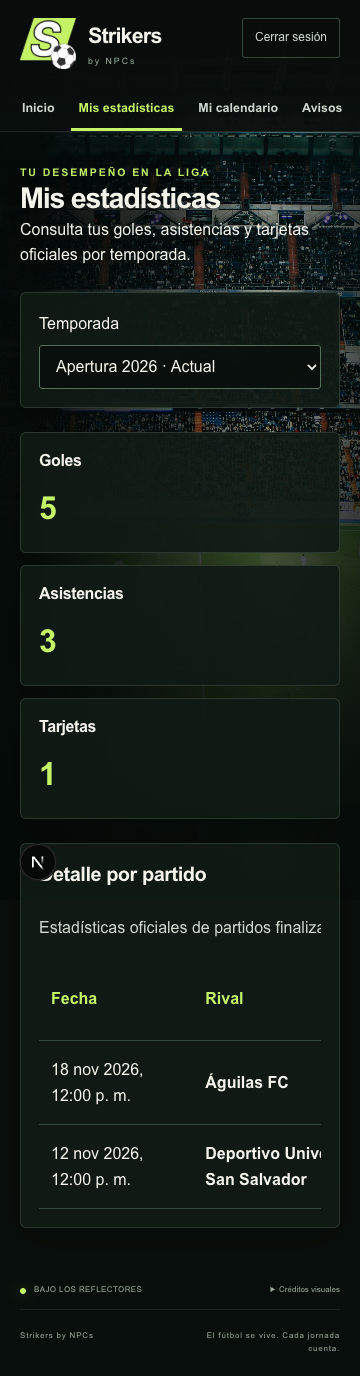 Strikers
by NPCs
Cerrar sesión
Inicio
Mis estadísticas
Mi calendario
Avisos
TU DESEMPEÑO EN LA LIGA
Mis estadísticas
Consulta tus goles, asistencias y tarjetas
oficiales por temporada.
Temporada
Apertura 2026 · Actual
Goles
5
Asistencias
3
Tarjetas
1
N
etalle por partido
Estadísticas oficiales de partidos finaliza
Fecha
Rival
18 nov 2026,
12:00 p. m.
Águilas FC
12 nov 2026,
12:00 p. m.
Deportivo Unive
San Salvador
BAJO LOS REFLECTORES
Créditos visuales
Strikers by NPCs
El fútbol se vive. Cada jornada
cuenta.